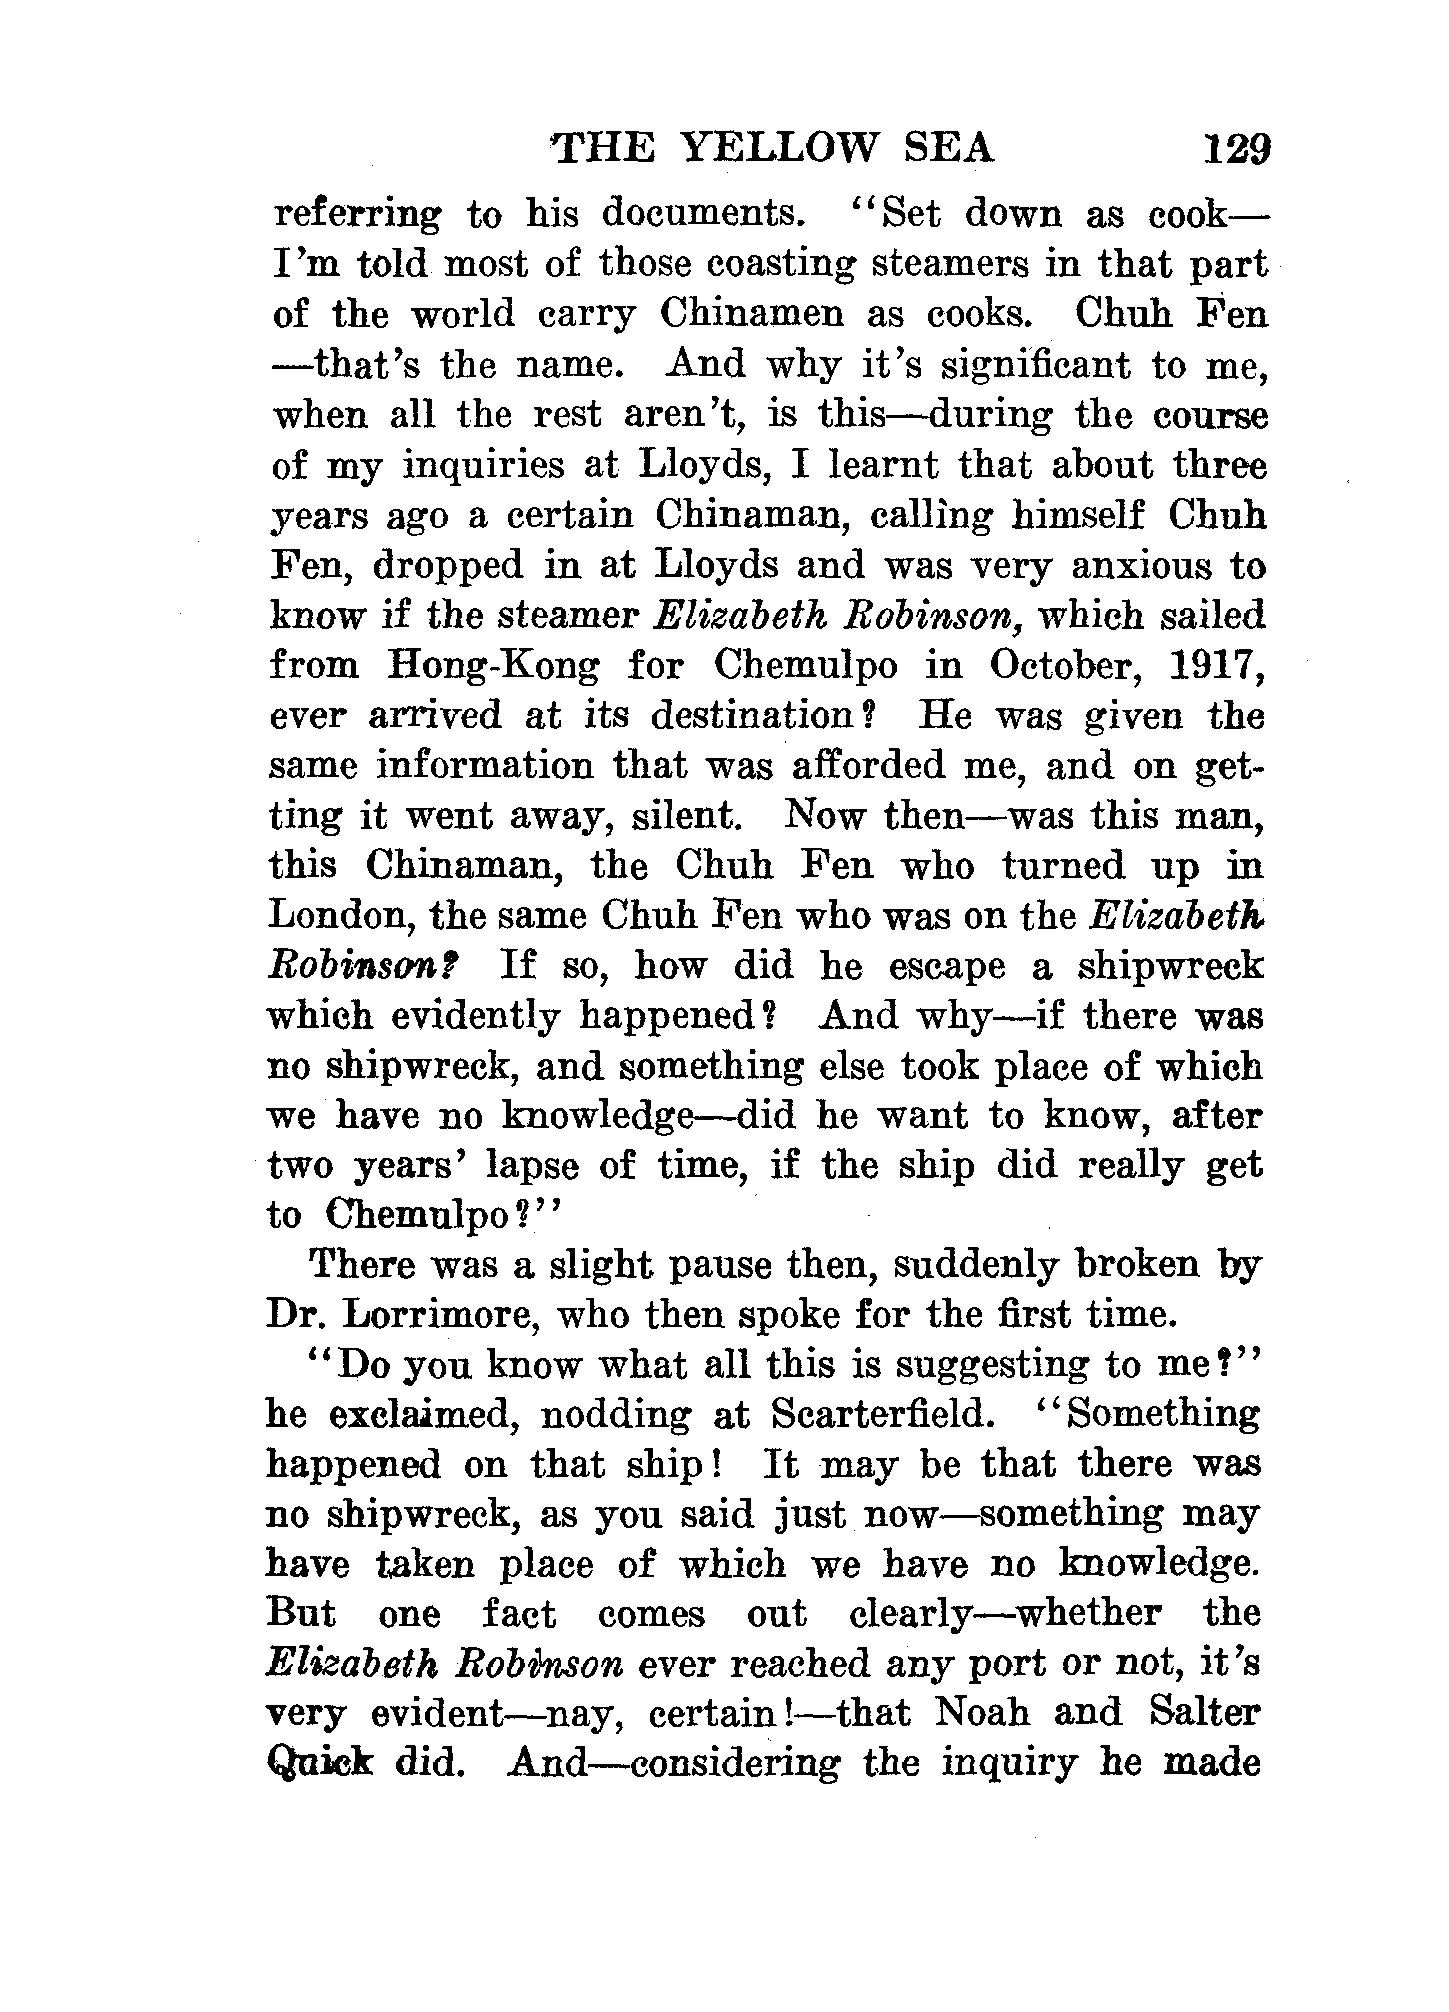 THE YELLOW SEA 129
referring to his documents. "Set down as cook—
I'm told most of those coasting steamers in that part
of the world carry Chinamen as cooks. Chuh Fen
—that's the name. And why it's significant to me,
when all the rest aren't, is this—during the course
of my inquiries at Lloyds, I learnt that about three
years ago a certain Chinaman, calling himself Chuh
Fen, dropped in at Lloyds and was very anxious to
know if the steamer Elizabeth Robinson, which sailed
from Hong-Kong for Chemulpo in October, 1917,
ever arrived at its destination? He was given the
same information that was afforded me, and on get-
ting it went away, silent. Now then—was this man,
this Chinaman, the Chuh Fen who turned up in
London, the same Chuh Fen who was on the Elizabeth
Robinson? If so, how did he escape a shipwreck
which evidently happened? And why—if there was
no shipwreck, and something else took place of which
we have no knowledge—did he want to know, after
two years' lapse of time, if the ship did really get
to Chemulpo?"
There was a slight pause then, suddenly broken by
Dr. Lorrimore, who then spoke for the first time.
"Do you know what all this is suggesting to me?"
he exclaimed, nodding at Scarterfield. "Something
happened on that ship! It may be that there was
no shipwreck, as you said just now—something may
have taken place of which we have no knowledge.
But one fact comes out clearly—whether the
Elizabeth Robinson ever reached any port or not, it's
very evident—nay, certain!—that Noah and Salter
Quick did. And—considering the inquiry he made